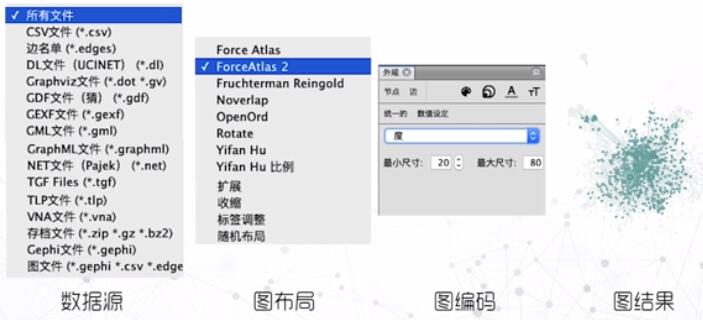 所有文件
CSV文件 (*.csv)
边名单 (*.edges)
DL文件（UCINET） (*.dl)
Graphviz文件 (*.dot *.gv)
GDF文件（猜） (*.gdf)
GEXF文件 (*.gexf)
GML文件 (*.gml)
GraphML文件 (*.graphml)
NET文件（Pajek） (*.net)
TGF Files (*.tgf)
TLP文件 (*.tlp)
VNA文件 (*.vna)
存档文件 (*.zip *.gz *.bz2)
Gephi文件 (*.gephi)
图文件 (*.gephi *.csv *.edge
数据源
Force Atlas
ForceAtlas 2
Fruchterman Reingold
Noverlap
OpenOrd
Rotate
Yifan Hu
Yifan Hu 比例
扩展
收缩
标签调整
随机布局
图布局
外观
节点 边
统一的 数值设定
度
最小尺寸: 20 最大尺寸: 80
图编码
图结果